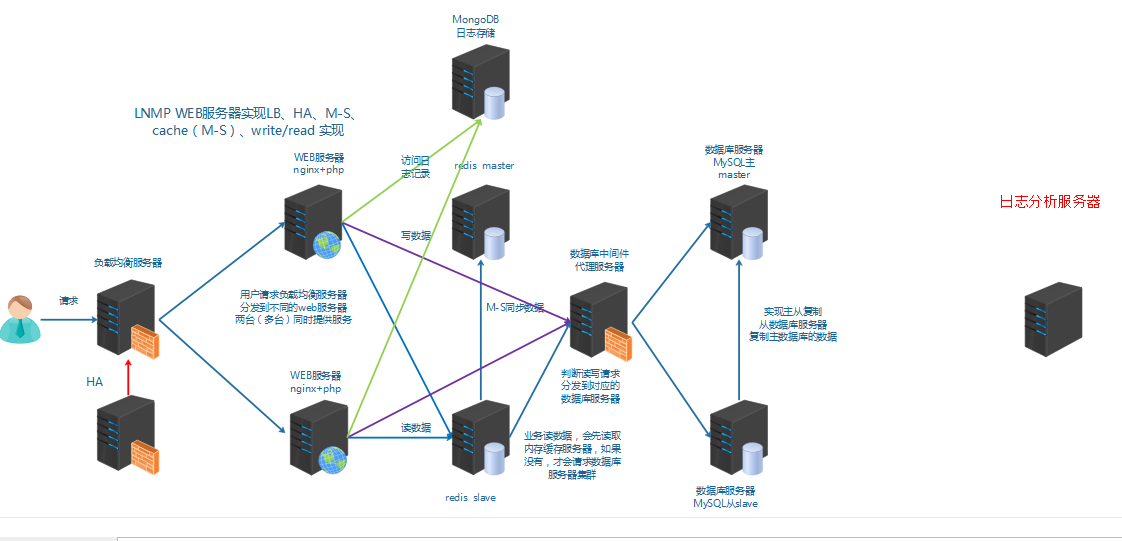 MongoDB
日志存储
LNMP WEB服务器实现LB、HA、M-S、
cache（M-S）、write/read 实现
WEB服务器
nginx+php
访问日
志记录
redis master
数据库服务器
MySQL主
master
日志分析服务器
写数据
负载均衡服务器
数据库中间件
代理服务器
请求
用户请求负载均衡服务器
分发到不同的web服务器
两台（多台）同时提供服务
M-S同步数据
实现主从复制
从数据库服务器
复制主数据库的数据
HA
WEB服务器
nginx+php
判断读写请求
分发到对应的
数据库服务器
读数据
业务读数据，会先读取
内存缓存服务器，如果
没有，才会请求数据库
服务器集群
redis slave
数据库服务器
MySQL从slave